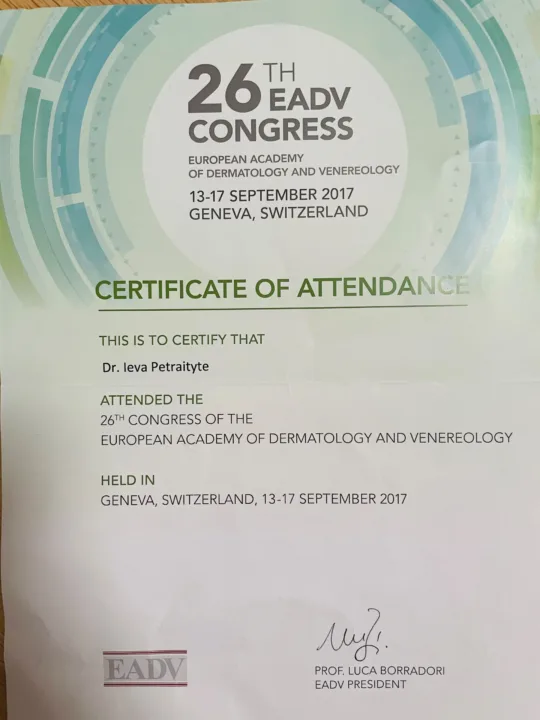 26TH
EADV
CONGRESS
EUROPEAN ACADEMY
OF DERMATOLOGY AND VENEREOLOGY
13-17 SEPTEMBER 2017
GENEVA, SWITZERLAND
CERTIFICATE OF ATTENDANCE
THIS IS TO CERTIFY THAT
Dr. Ieva Petraityte
ATTENDED THE
26TH CONGRESS OF THE
EUROPEAN ACADEMY OF DERMATOLOGY AND VENEREOLOGY
HELD IN
GENEVA, SWITZERLAND, 13-17 SEPTEMBER 2017
EADV
PROF. LUCA BORRADORI
EADV PRESIDENT